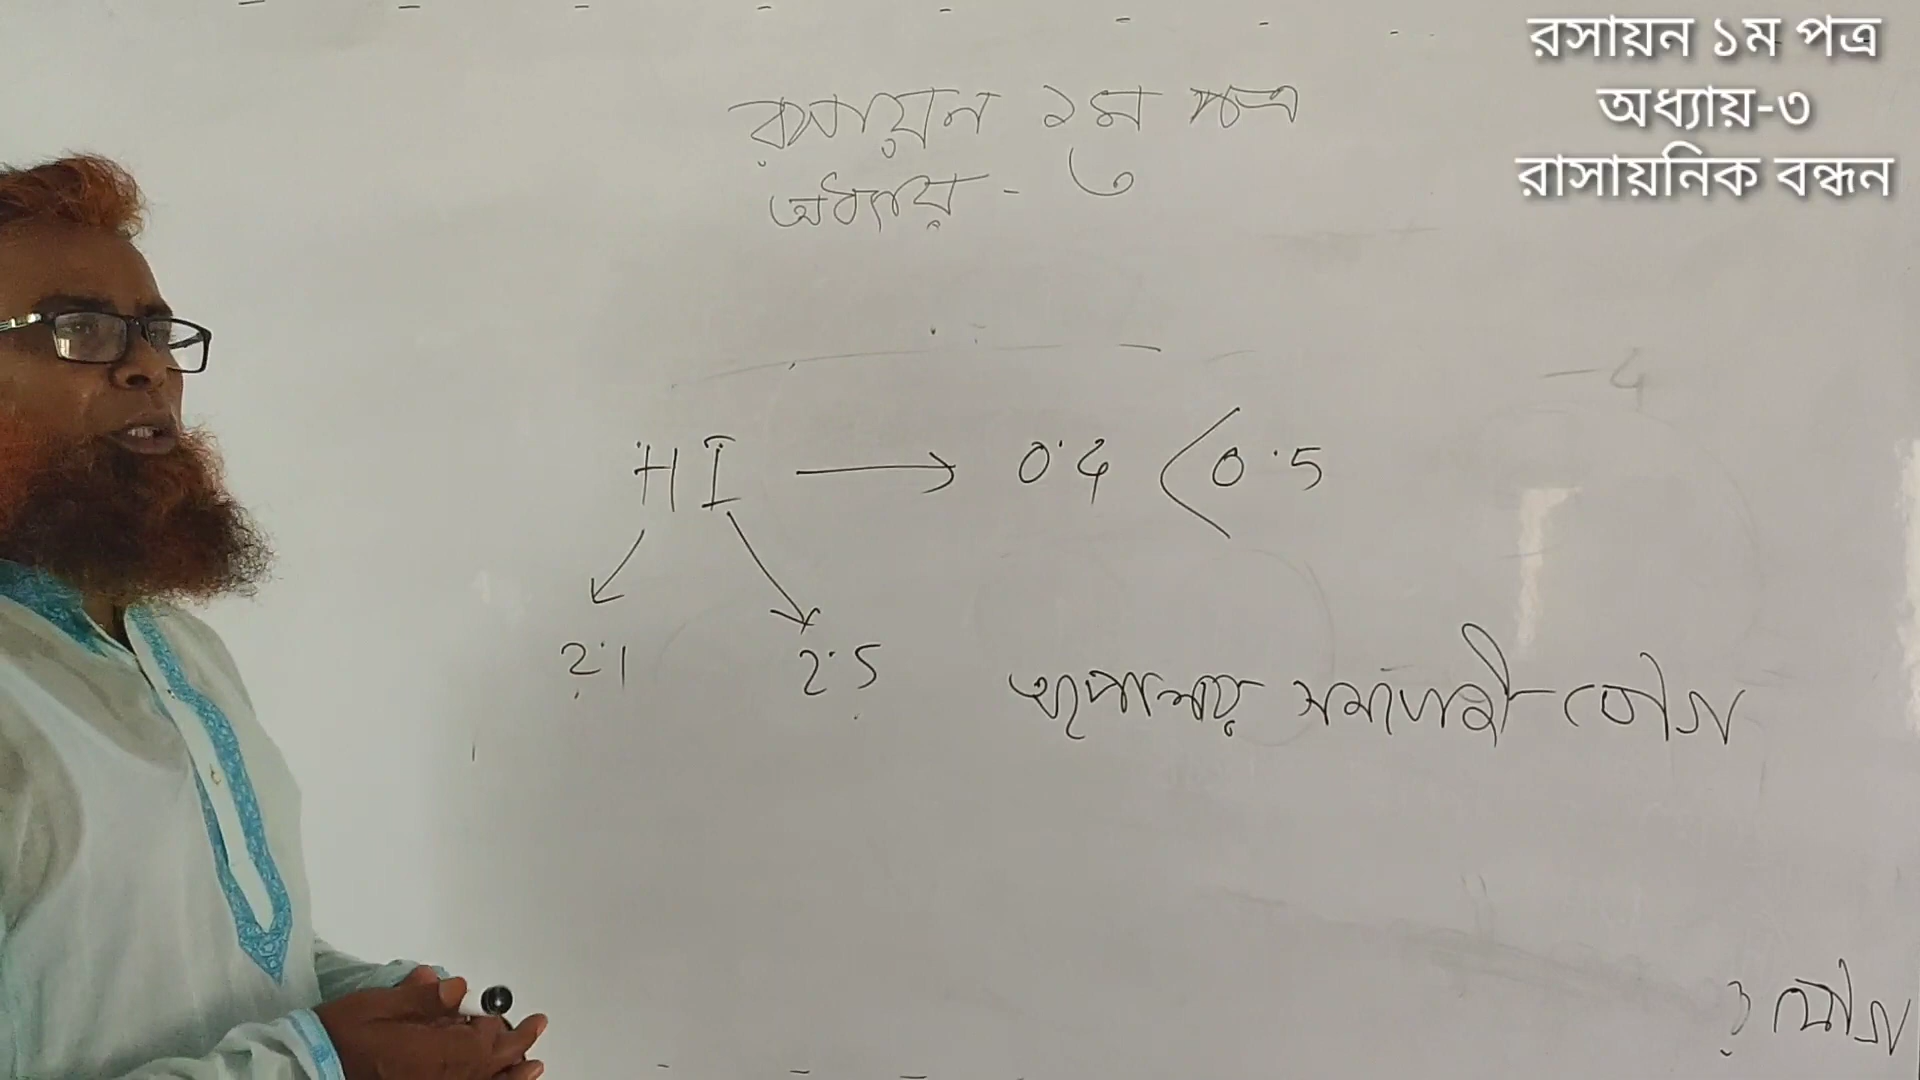 রসায়ন ১ম পত্র
অধ্যায়-৩
রাসায়নিক বন্ধন
রসায়ন ১ম পত্র
অধ্যায় - ৩
HI → 0.4 < 0.5
2.1 2.5
অপোলার সমযোজী যৌগ
যৌগ